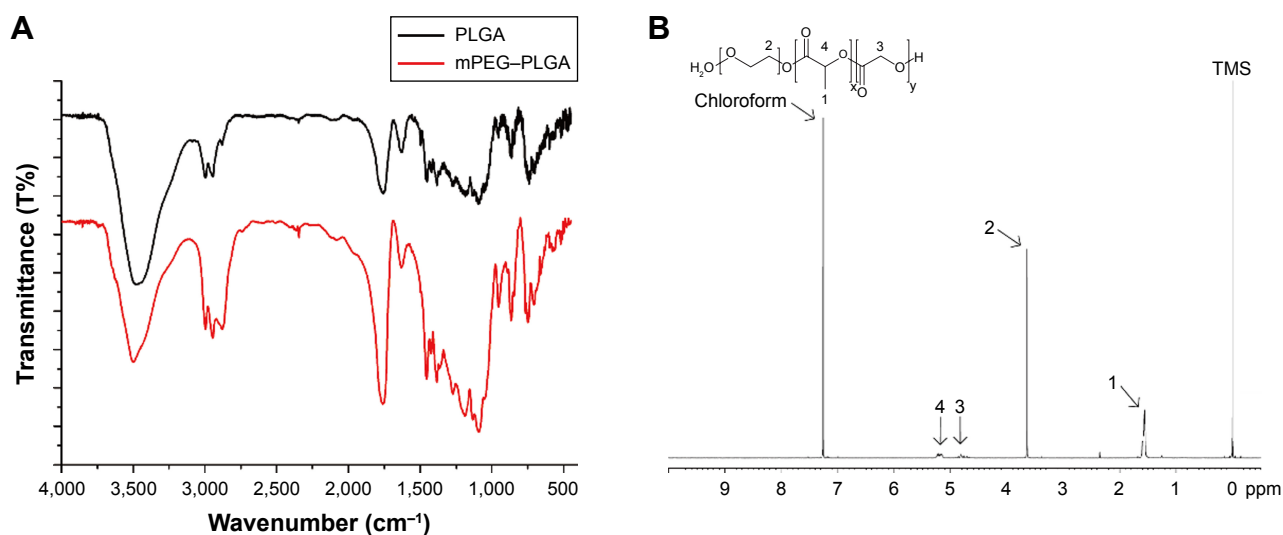 A
PLGA
mPEG–PLGA
Transmittance (T%)
4,000 3,500 3,000 2,500 2,000 1,500 1,000 500
Wavenumber (cm⁻¹)
B
H₂O O 2 O O 4 O x O 3 O H y
1
Chloroform
TMS
2
1
4 3
9 8 7 6 5 4 3 2 1 0 ppm